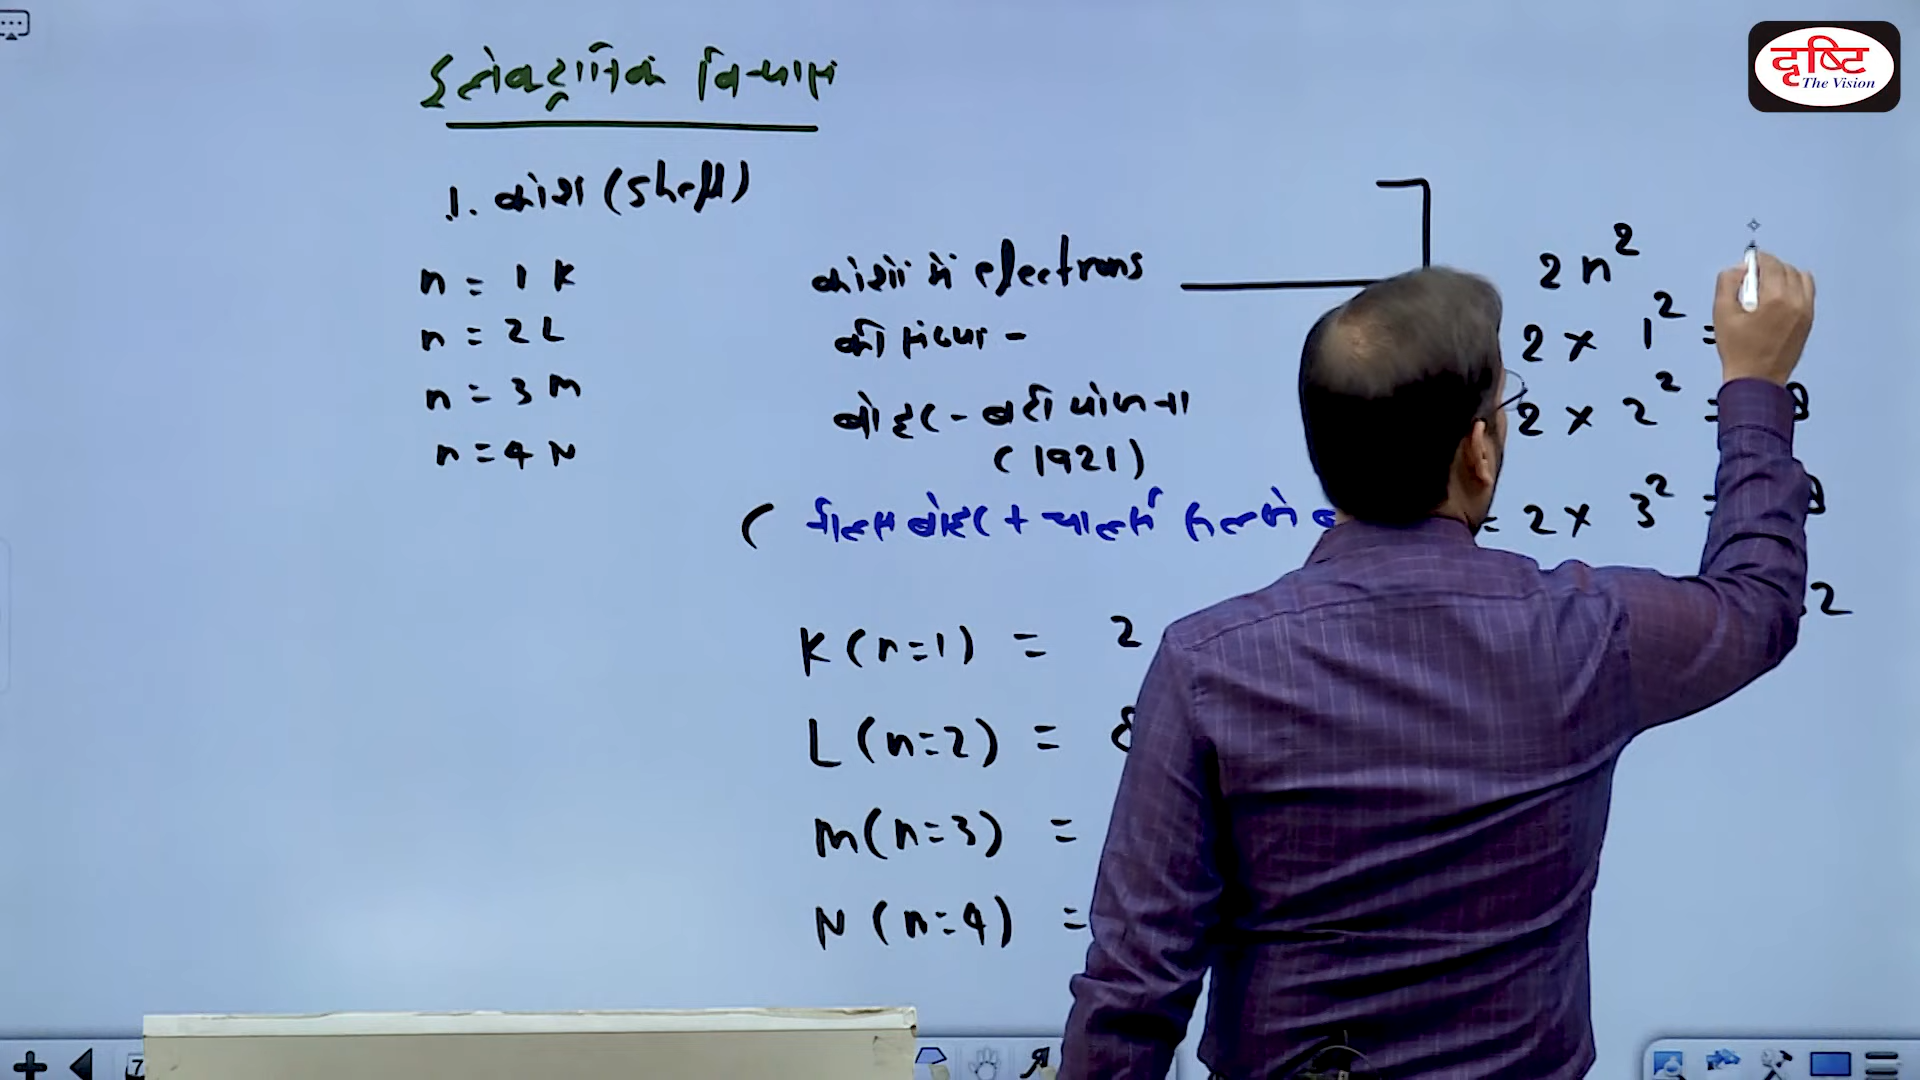 दृष्टि
The Vision
इलेक्ट्रॉनिक विन्यास
1. कोश (Shell)
n = 1 K
n = 2 L
n = 3 M
n = 4 N
कोशों में electrons
की संख्या -
बोहर - बरी योजना
(1921)
( नील्स बोहर + चार्ल्स
K (n=1) = 2
L (n=2) = 8
M (n=3) =
N (n=4) =
2n²
2 × 1² =
2 × 2² = 8
= 2 × 3² = 8
2